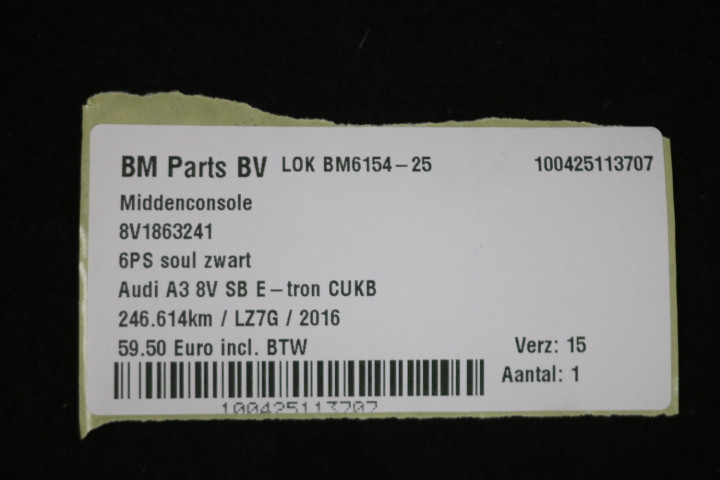 BM Parts BV LOK BM6154-25 100425113707
Middenconsole
8V1863241
6PS soul zwart
Audi A3 8V SB E-tron CUKB
246.614km / LZ7G / 2016
59.50 Euro incl. BTW Verz: 15
Aantal: 1
100425113707